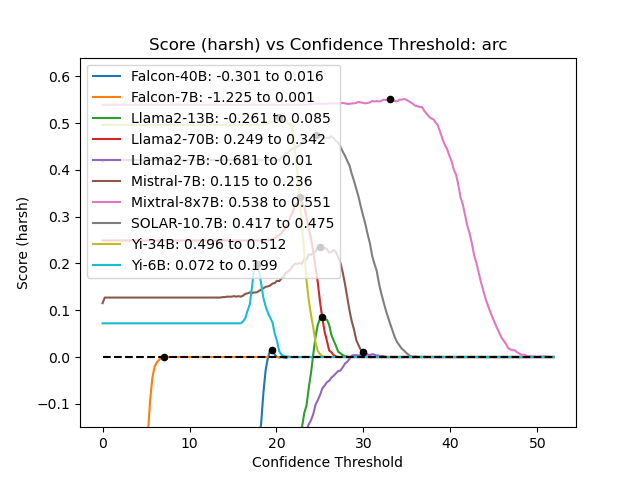 Score (harsh) vs Confidence Threshold: arc
Falcon-40B: -0.301 to 0.016
Falcon-7B: -1.225 to 0.001
Llama2-13B: -0.261 to 0.085
Llama2-70B: 0.249 to 0.342
Llama2-7B: -0.681 to 0.01
Mistral-7B: 0.115 to 0.236
Mixtral-8x7B: 0.538 to 0.551
SOLAR-10.7B: 0.417 to 0.475
Yi-34B: 0.496 to 0.512
Yi-6B: 0.072 to 0.199
0.6
0.5
0.4
0.3
0.2
0.1
0.0
−0.1
Score (harsh)
0 10 20 30 40 50
Confidence Threshold